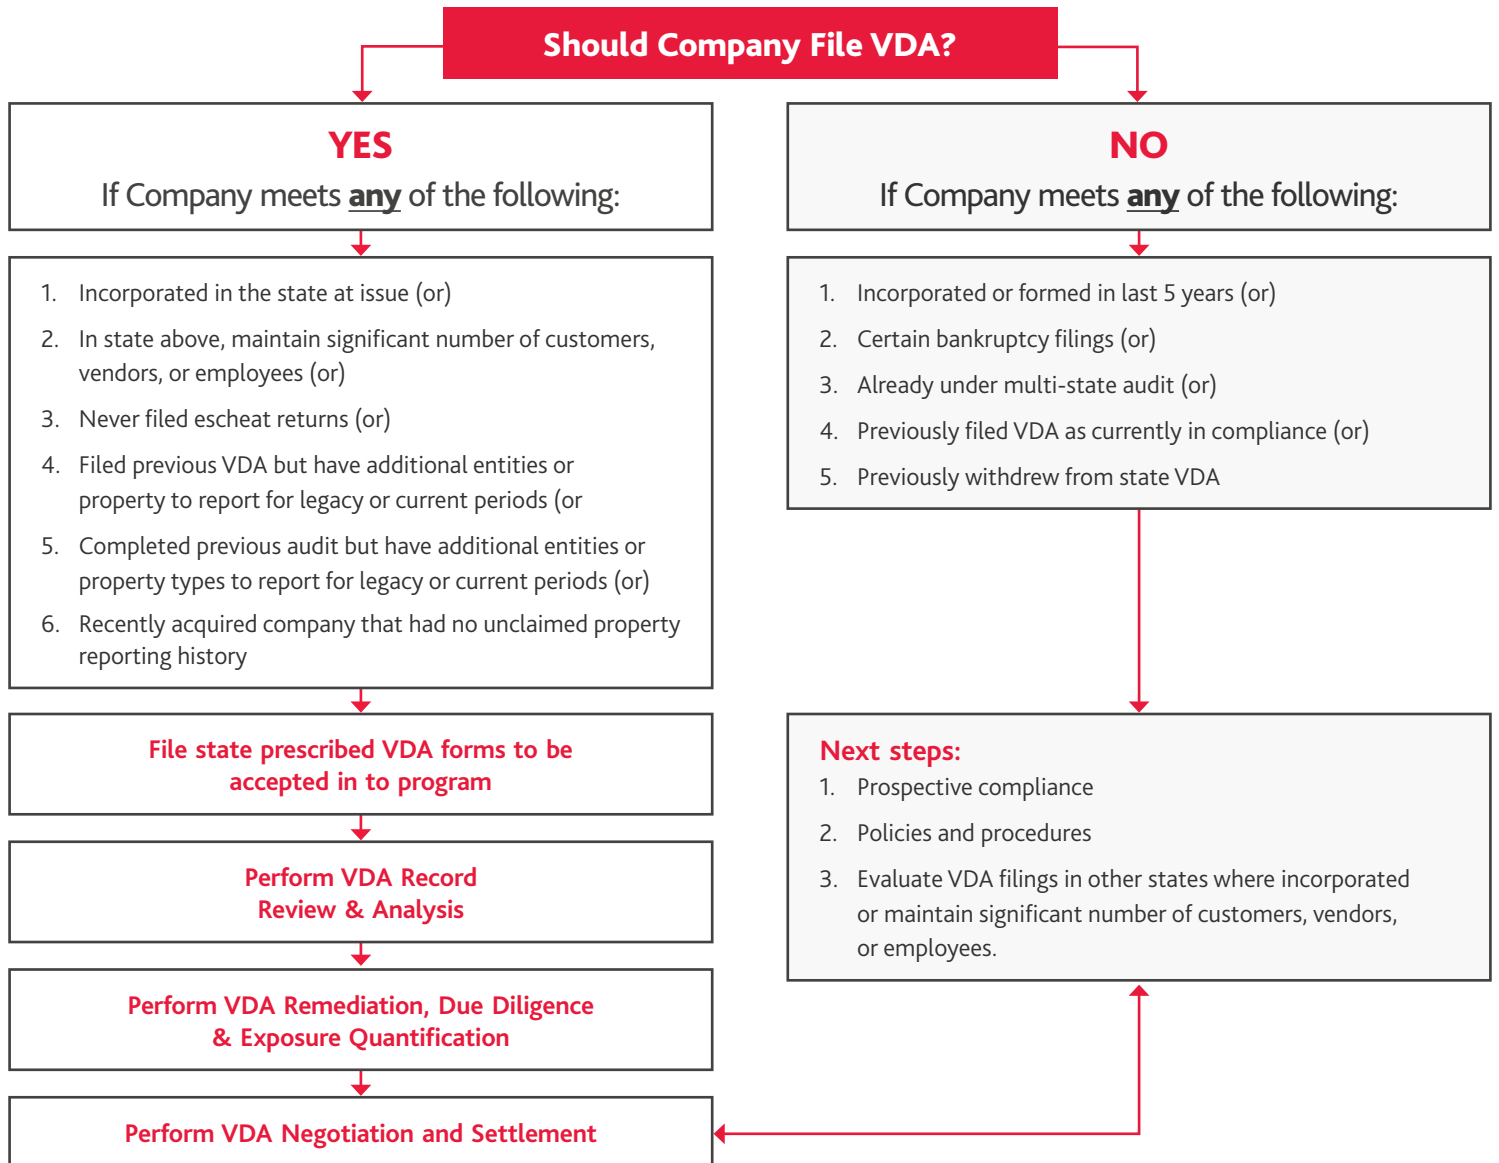 Should Company File VDA?
YES
If Company meets any of the following:
1. Incorporated in the state at issue (or)
2. In state above, maintain significant number of customers,
vendors, or employees (or)
3. Never filed escheat returns (or)
4. Filed previous VDA but have additional entities or
property to report for legacy or current periods (or
5. Completed previous audit but have additional entities or
property types to report for legacy or current periods (or)
6. Recently acquired company that had no unclaimed property
reporting history
File state prescribed VDA forms to be
accepted in to program
Perform VDA Record
Review & Analysis
Perform VDA Remediation, Due Diligence
& Exposure Quantification
Perform VDA Negotiation and Settlement
NO
If Company meets any of the following:
1. Incorporated or formed in last 5 years (or)
2. Certain bankruptcy filings (or)
3. Already under multi-state audit (or)
4. Previously filed VDA as currently in compliance (or)
5. Previously withdrew from state VDA
Next steps:
1. Prospective compliance
2. Policies and procedures
3. Evaluate VDA filings in other states where incorporated
or maintain significant number of customers, vendors,
or employees.